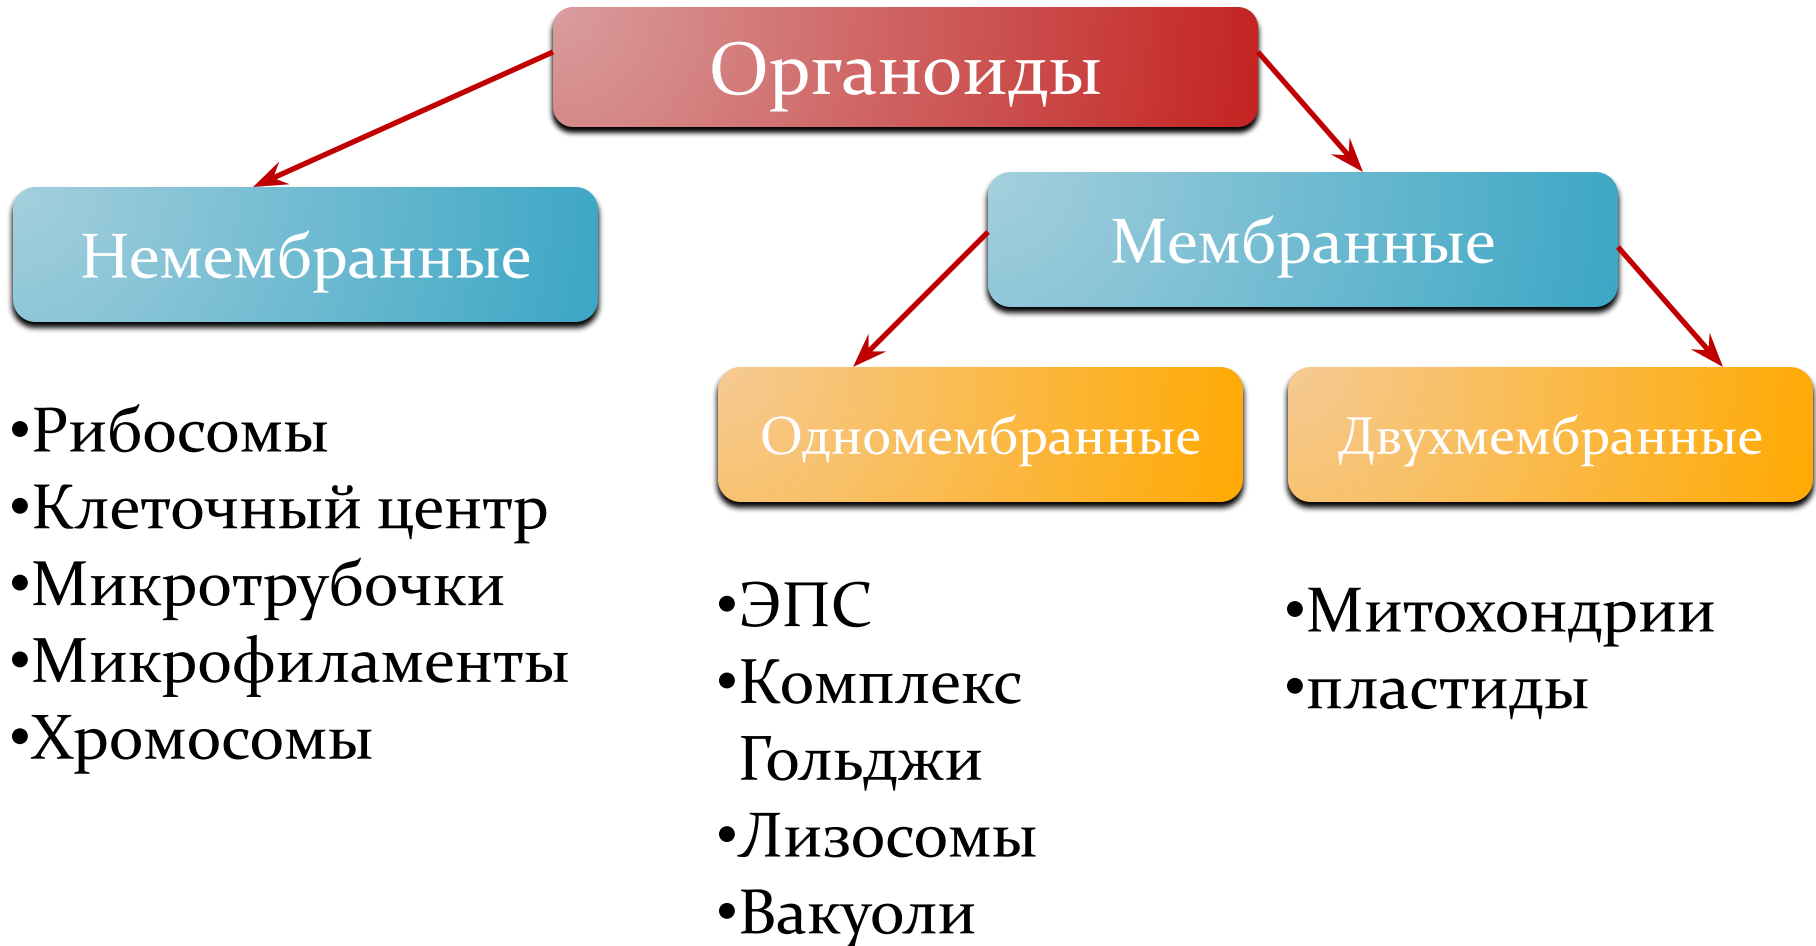 Органоиды
Немембранные
Мембранные
Одномембранные
Двухмембранные
•Рибосомы
•Клеточный центр
•Микротрубочки
•Микрофиламенты
•Хромосомы
•ЭПС
•Комплекс
Гольджи
•Лизосомы
•Вакуоли
•Митохондрии
•пластиды